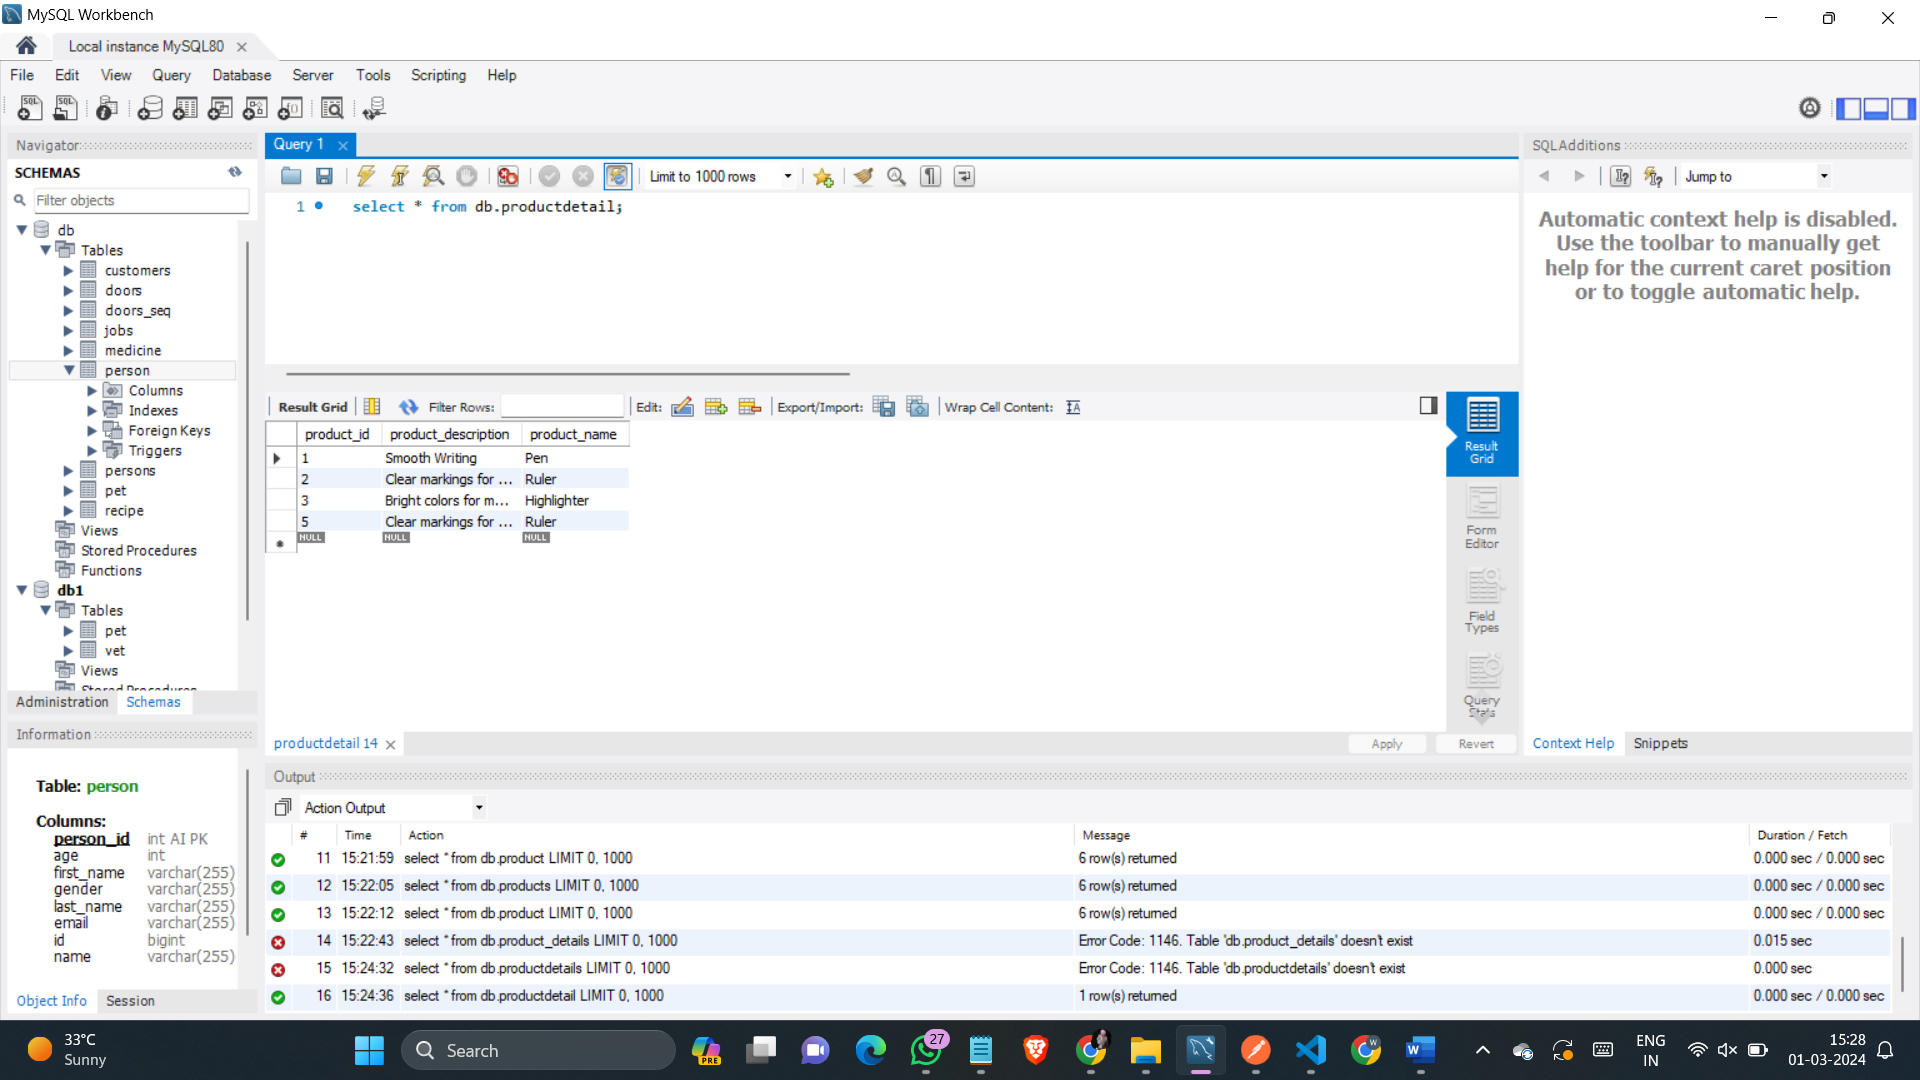 MySQL Workbench
Local instance MySQL80
File Edit View Query Database Server Tools Scripting Help
Navigator
SCHEMAS
Filter objects
db
Tables
customers
doors
doors_seq
jobs
medicine
person
Columns
Indexes
Foreign Keys
Triggers
persons
pet
recipe
Views
Stored Procedures
Functions
db1
Tables
pet
vet
Views
Stored Procedures
Administration Schemas
Information
Table: person
Columns:
person_id int AI PK
age int
first_name varchar(255)
gender varchar(255)
last_name varchar(255)
email varchar(255)
id bigint
name varchar(255)
Object Info Session
Query 1
Limit to 1000 rows
1 select * from db.productdetail;
Result Grid Filter Rows: Edit: Export/Import: Wrap Cell Content:
product_id product_description product_name
1 Smooth Writing Pen
2 Clear markings for ... Ruler
3 Bright colors for m... Highlighter
5 Clear markings for ... Ruler
NULL NULL NULL
Result Grid
Form Editor
Field Types
Query Stats
productdetail 14
Apply Revert
SQLAdditions
Jump to
Automatic context help is disabled.
Use the toolbar to manually get
help for the current caret position
or to toggle automatic help.
Context Help Snippets
Output
Action Output
# Time Action Message Duration / Fetch
11 15:21:59 select * from db.product LIMIT 0, 1000 6 row(s) returned 0.000 sec / 0.000 sec
12 15:22:05 select * from db.products LIMIT 0, 1000 6 row(s) returned 0.000 sec / 0.000 sec
13 15:22:12 select * from db.product LIMIT 0, 1000 6 row(s) returned 0.000 sec / 0.000 sec
14 15:22:43 select * from db.product_details LIMIT 0, 1000 Error Code: 1146. Table 'db.product_details' doesn't exist 0.015 sec
15 15:24:32 select * from db.productdetails LIMIT 0, 1000 Error Code: 1146. Table 'db.productdetails' doesn't exist 0.000 sec
16 15:24:36 select * from db.productdetail LIMIT 0, 1000 1 row(s) returned 0.000 sec / 0.000 sec
33°C
Sunny
Search
PRE
27
W
W
ENG
IN
15:28
01-03-2024